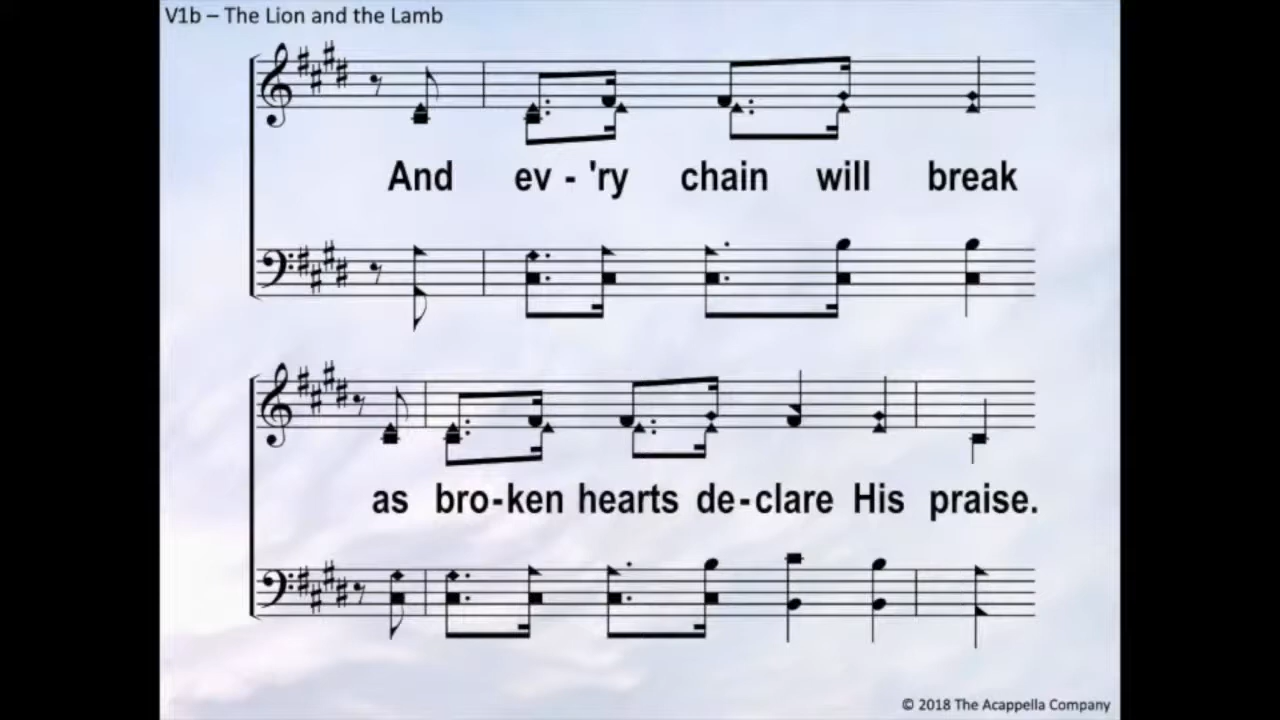 V1b – The Lion and the Lamb
And ev - 'ry chain will break
as bro-ken hearts de-clare His praise.
© 2018 The Acappella Company